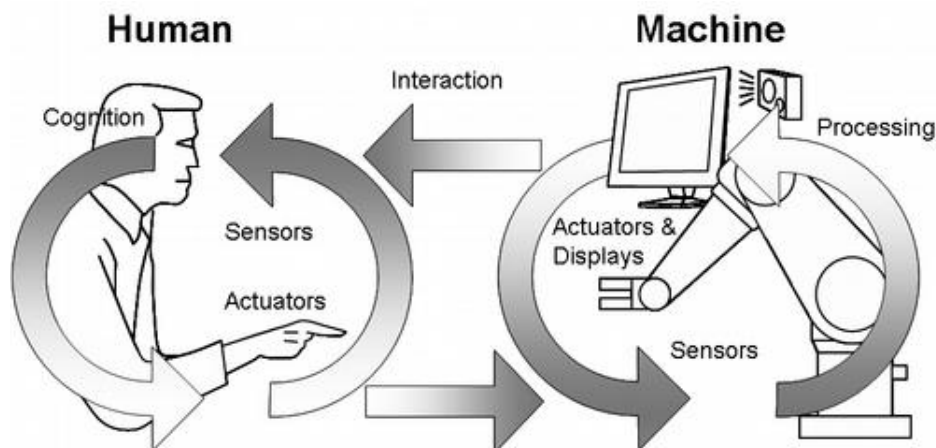 Human
Machine
Interaction
Cognition
Processing
Sensors
Actuators &
Displays
Actuators
Sensors